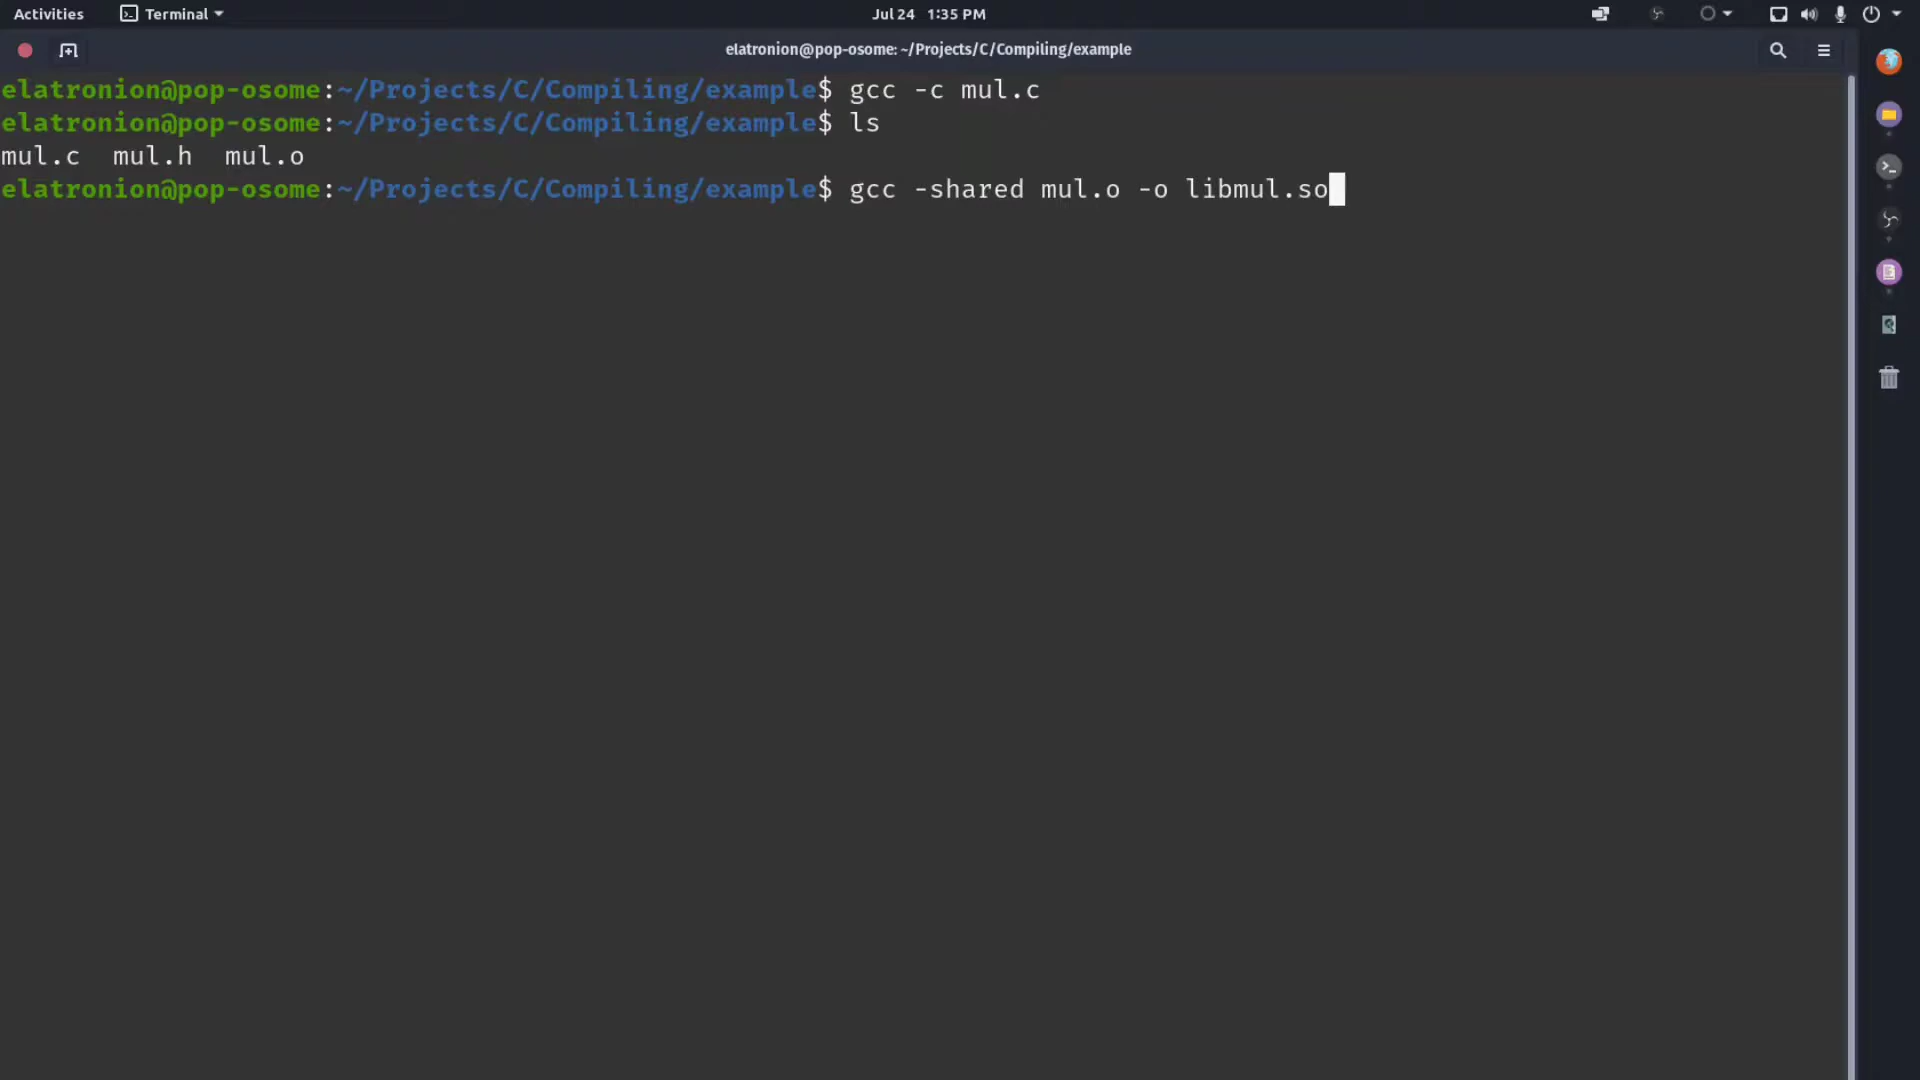 Activities Terminal Jul 24 1:35 PM
elatronion@pop-osome: ~/Projects/C/Compiling/example
elatronion@pop-osome:~/Projects/C/Compiling/example$ gcc -c mul.c
elatronion@pop-osome:~/Projects/C/Compiling/example$ ls
mul.c mul.h mul.o
elatronion@pop-osome:~/Projects/C/Compiling/example$ gcc -shared mul.o -o libmul.so